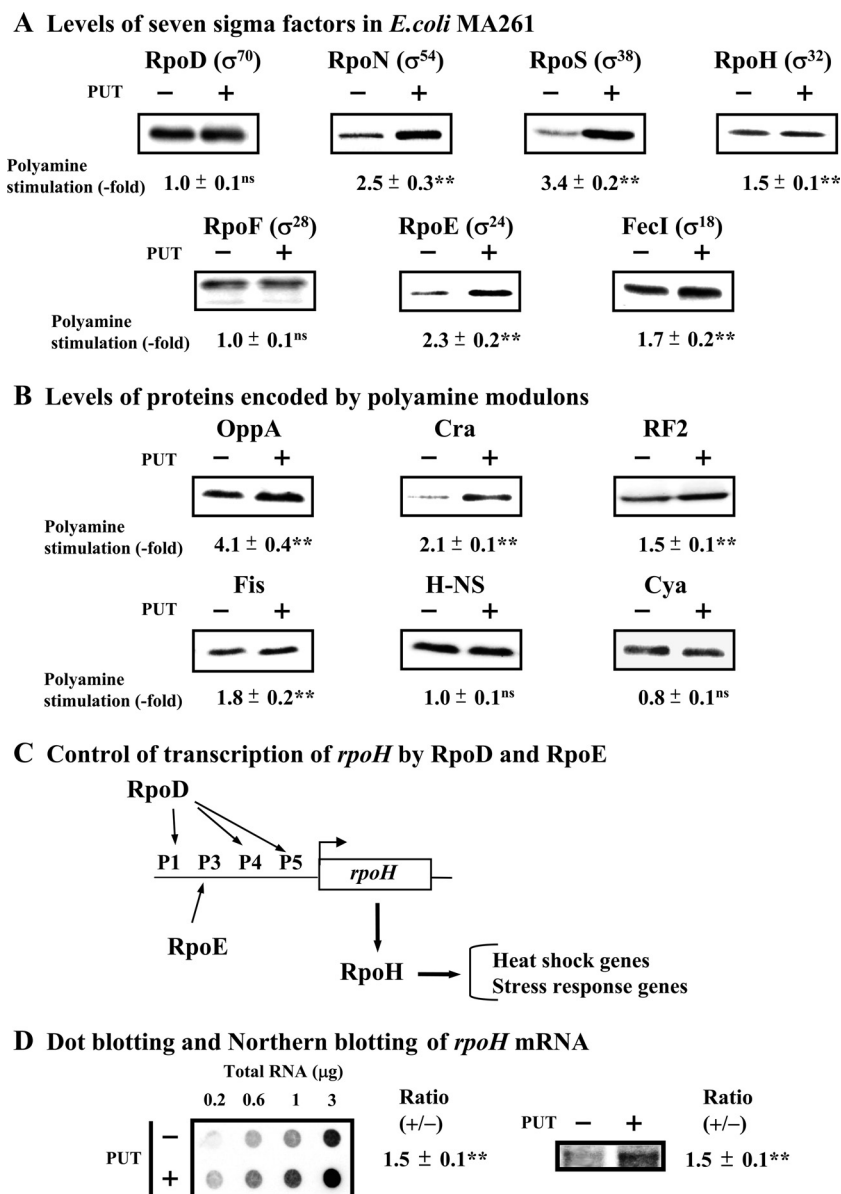 A Levels of seven sigma factors in E.coli MA261
RpoD (σ70) RpoN (σ54) RpoS (σ38) RpoH (σ32)
PUT − + − + − + − +
Polyamine
stimulation (-fold) 1.0 ± 0.1ns 2.5 ± 0.3** 3.4 ± 0.2** 1.5 ± 0.1**
RpoF (σ28) RpoE (σ24) FecI (σ18)
PUT − + − + − +
Polyamine
stimulation (-fold) 1.0 ± 0.1ns 2.3 ± 0.2** 1.7 ± 0.2**
B Levels of proteins encoded by polyamine modulons
OppA Cra RF2
PUT − + − + − +
Polyamine
stimulation (-fold) 4.1 ± 0.4** 2.1 ± 0.1** 1.5 ± 0.1**
Fis H-NS Cya
PUT − + − + − +
Polyamine
stimulation (-fold) 1.8 ± 0.2** 1.0 ± 0.1ns 0.8 ± 0.1ns
C Control of transcription of rpoH by RpoD and RpoE
RpoD
P1 P3 P4 P5
rpoH
RpoE
RpoH
Heat shock genes
Stress response genes
D Dot blotting and Northern blotting of rpoH mRNA
Total RNA (μg)
0.2 0.6 1 3
Ratio
(+/−)
PUT − +
1.5 ± 0.1**
PUT − +
Ratio
(+/−)
1.5 ± 0.1**